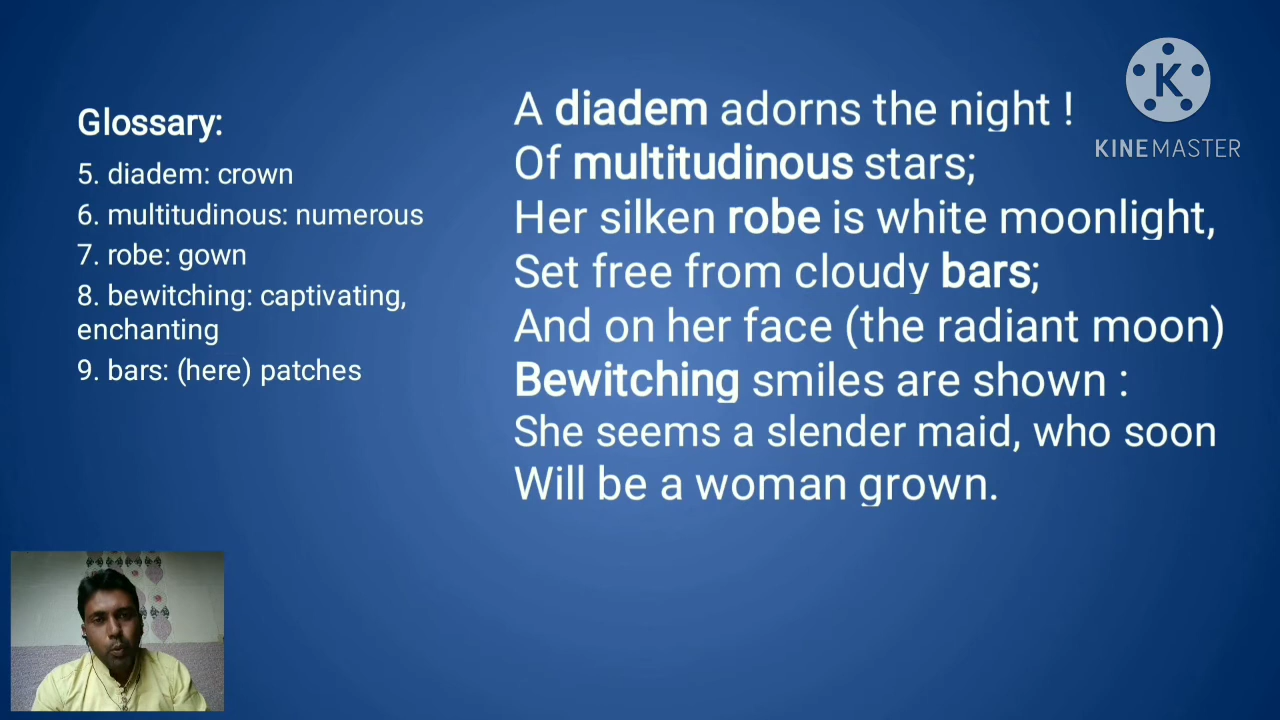 Glossary:
5. diadem: crown
6. multitudinous: numerous
7. robe: gown
8. bewitching: captivating,
enchanting
9. bars: (here) patches
A diadem adorns the night !
Of multitudinous stars;
Her silken robe is white moonlight,
Set free from cloudy bars;
And on her face (the radiant moon)
Bewitching smiles are shown :
She seems a slender maid, who soon
Will be a woman grown.
K
KINEMASTER